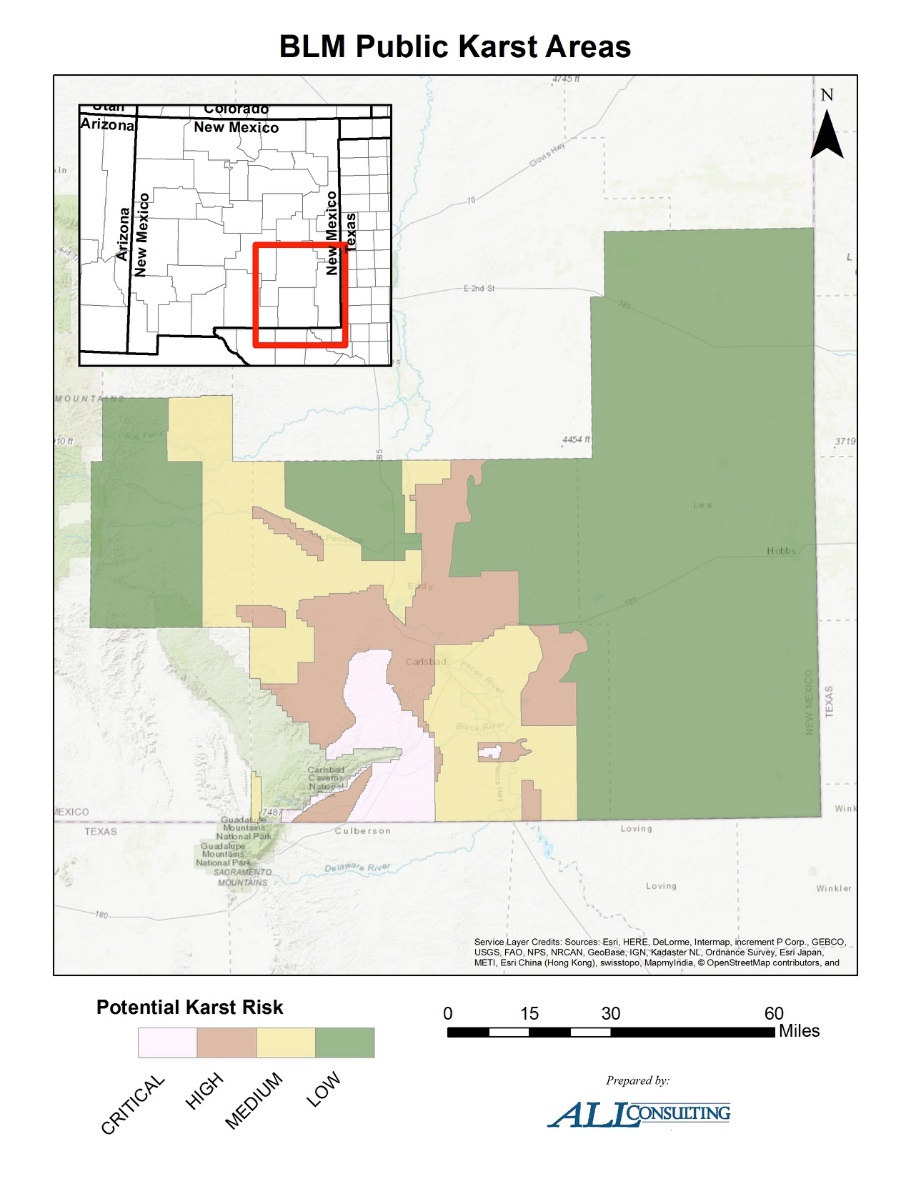 BLM Public Karst Areas
4745 ft
N
Utah
Colorado
Arizona
New Mexico
Arizona
New Mexico
New Mexico
Texas
Clovis Hwy
70
E 2nd St
380
285
MOUNTAINS
10 ft
Rio Peñasco
4454 ft
3719
L
Lea
Hobbs
Eddy
180
Carlsbad
Pecos River
Black River
NEW MEXICO
TEXAS
Carlsbad
Caverns
National
7487
MEXICO
TEXAS
Guadalupe
Mountains
National Park
Guadalupe
Mountains
National Park
SACRAMENTO
MOUNTAINS
Culberson
Delaware River
Loving
Loving
Wink
Winkler
180
Service Layer Credits: Sources: Esri, HERE, DeLorme, Intermap, increment P Corp., GEBCO,
USGS, FAO, NPS, NRCAN, GeoBase, IGN, Kadaster NL, Ordnance Survey, Esri Japan,
METI, Esri China (Hong Kong), swisstopo, MapmyIndia, © OpenStreetMap contributors, and
Potential Karst Risk
CRITICAL
HIGH
MEDIUM
LOW
0 15 30 60
Miles
Prepared by:
ALL CONSULTING